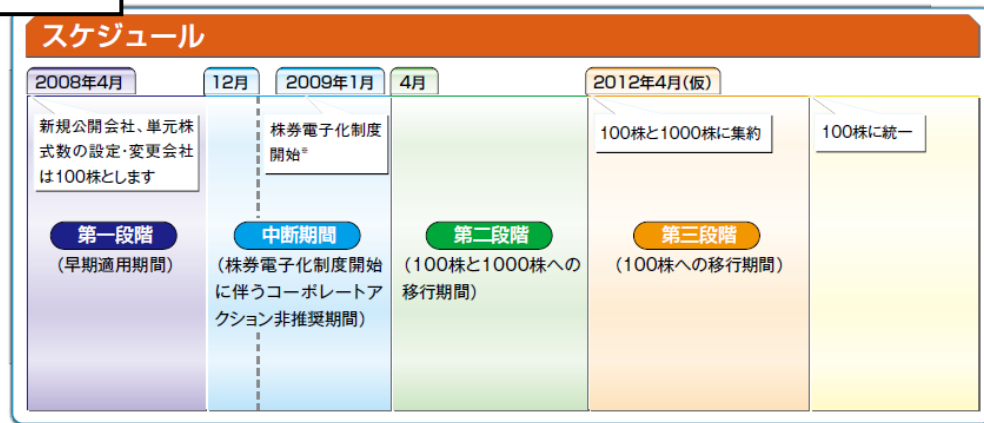 スケジュール
2008年4月
12月
2009年1月
4月
2012年4月(仮)
新規公開会社、単元株
式数の設定・変更会社
は100株とします
株券電子化制度
開始※
100株と1000株に集約
100株に統一
第一段階
(早期適用期間)
中断期間
(株券電子化制度開始
に伴うコーポレートア
クション非推奨期間)
第二段階
(100株と1000株への
移行期間)
第三段階
(100株への移行期間)